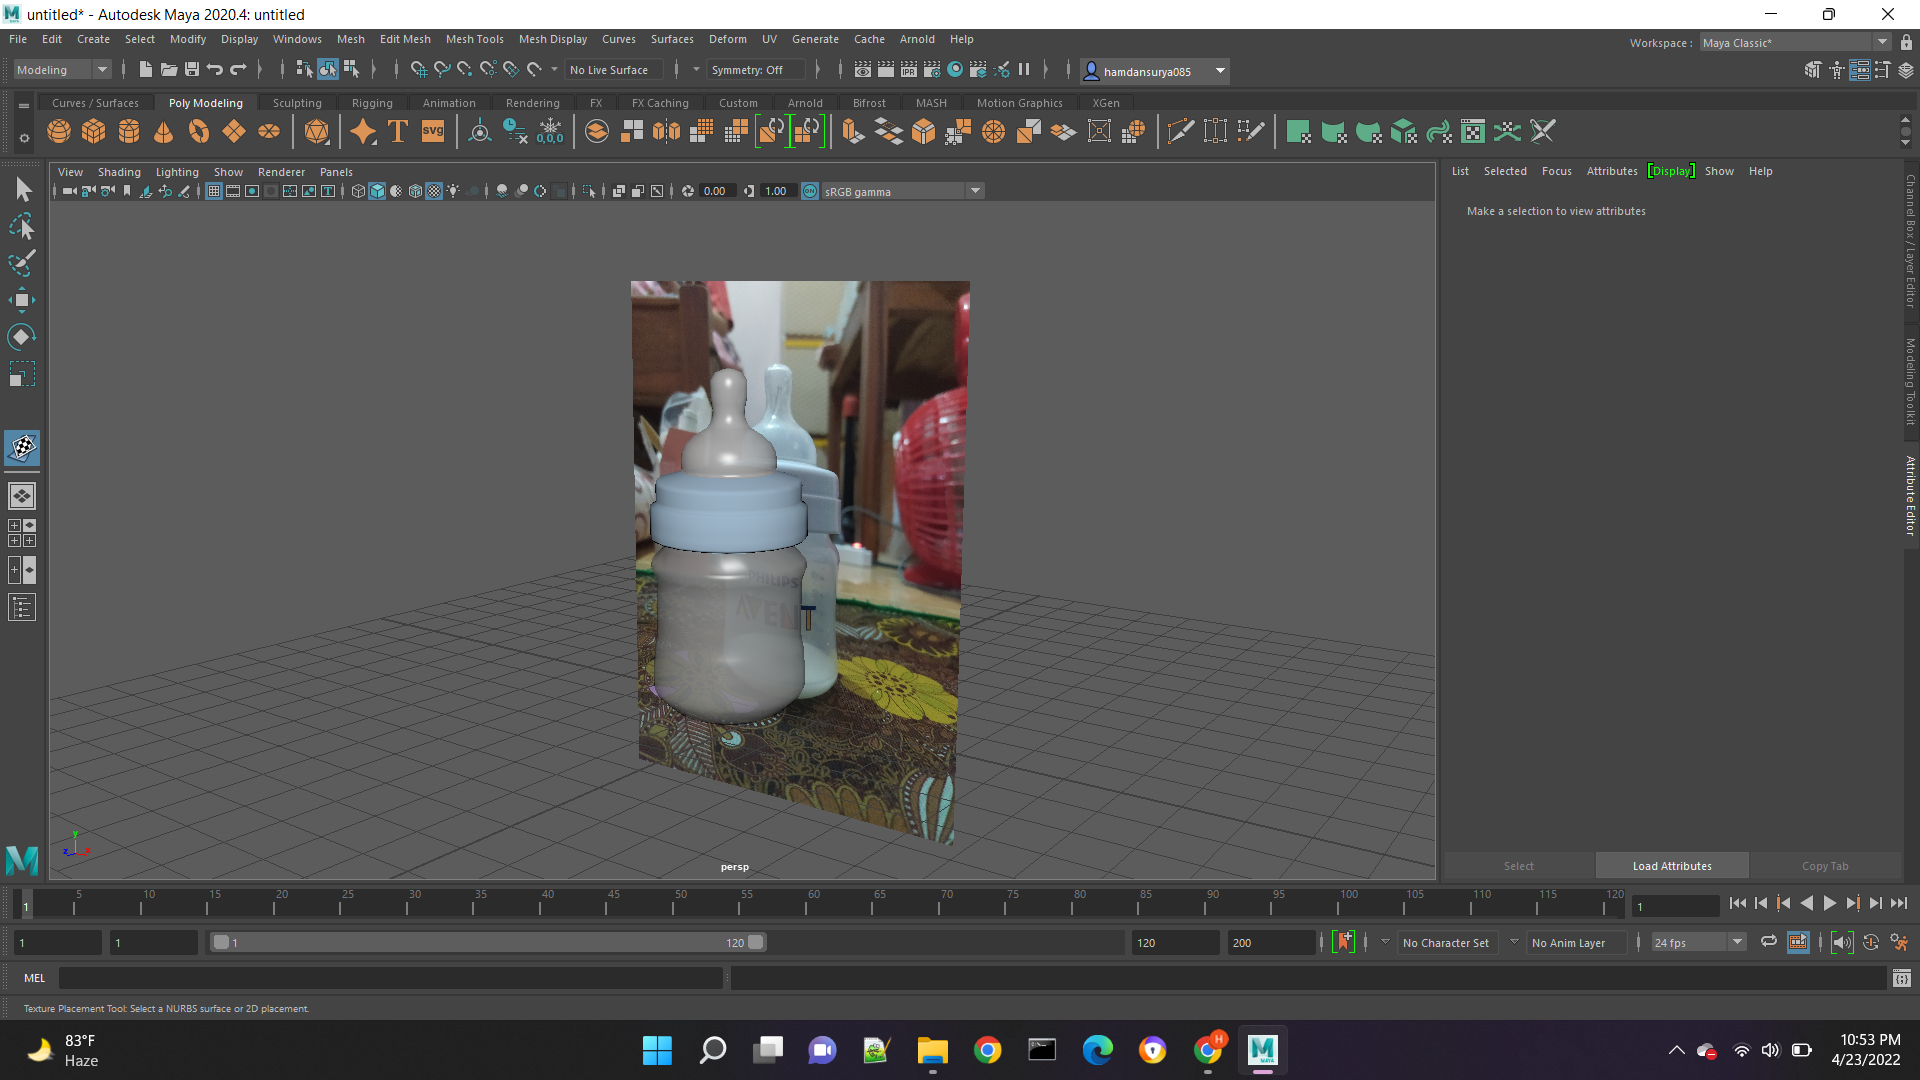 untitled* - Autodesk Maya 2020.4: untitled
File Edit Create Select Modify Display Windows Mesh Edit Mesh Mesh Tools Mesh Display Curves Surfaces Deform UV Generate Cache Arnold Help
Workspace : Maya Classic*
Modeling No Live Surface Symmetry: Off hamdansurya085
Curves / Surfaces Poly Modeling Sculpting Rigging Animation Rendering FX FX Caching Custom Arnold Bifrost MASH Motion Graphics XGen
T SVG 0,0,0
View Shading Lighting Show Renderer Panels
0.00 1.00 ON sRGB gamma
List Selected Focus Attributes Display Show Help
Make a selection to view attributes
Channel Box / Layer Editor
Modeling Toolkit
Attribute Editor
PHILIPS
AVENT
y
z x
persp
Select Load Attributes Copy Tab
1 5 10 15 20 25 30 35 40 45 50 55 60 65 70 75 80 85 90 95 100 105 110 115 120 1
1 1 1 120 120 200 No Character Set No Anim Layer 24 fps
MEL
Texture Placement Tool: Select a NURBS surface or 2D placement.
83°F
Haze
H
MAYA
10:53 PM
4/23/2022